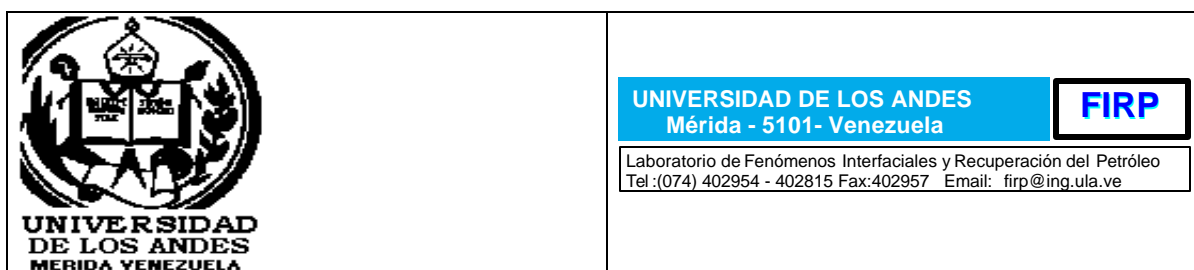 UNIVERSIDAD
DE LOS ANDES
MERIDA VENEZUELA
UNIVERSIDAD DE LOS ANDES
Mérida - 5101- Venezuela
FIRP
Laboratorio de Fenómenos Interfaciales y Recuperación del Petróleo
Tel :(074) 402954 - 402815 Fax:402957 Email: firp@ing.ula.ve